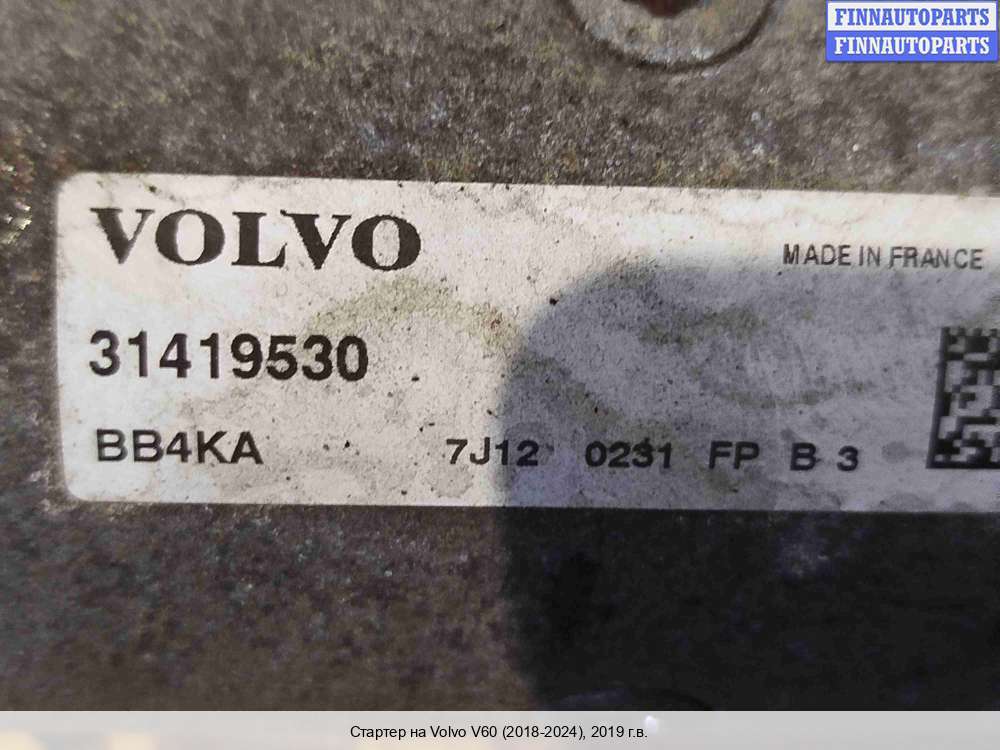 FINNAUTOPARTS
FINNAUTOPARTS
VOLVO
MADE IN FRANCE
31419530
BB4KA 7J12 0231 FP B 3
Стартер на Volvo V60 (2018-2024), 2019 г.в.